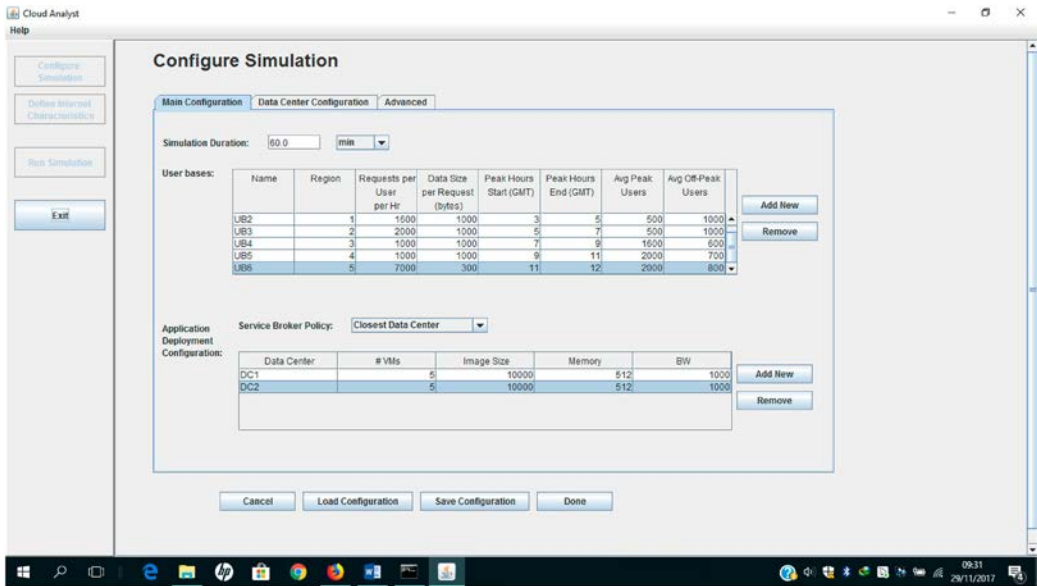 Cloud Analyst
Help
Configure Simulation
Define Internet Characteristics
Run Simulation
Exit
Configure Simulation
Main Configuration Data Center Configuration Advanced
Simulation Duration: 60.0 min
User bases:
Name Region Requests per User per Hr Data Size per Request (bytes) Peak Hours Start (GMT) Peak Hours End (GMT) Avg Peak Users Avg Off-Peak Users
UB2 1 1600 1000 3 5 500 1000
UB3 2 2000 1000 5 7 500 1000
UB4 3 1000 1000 7 9 1600 600
UB5 4 1000 1000 9 11 2000 700
UB6 5 7000 300 11 12 2000 800
Add New
Remove
Application Deployment Configuration:
Service Broker Policy: Closest Data Center
Data Center # VMs Image Size Memory BW
DC1 5 10000 512 1000
DC2 5 10000 512 1000
Add New
Remove
Cancel Load Configuration Save Configuration Done
09:31
29/11/2017